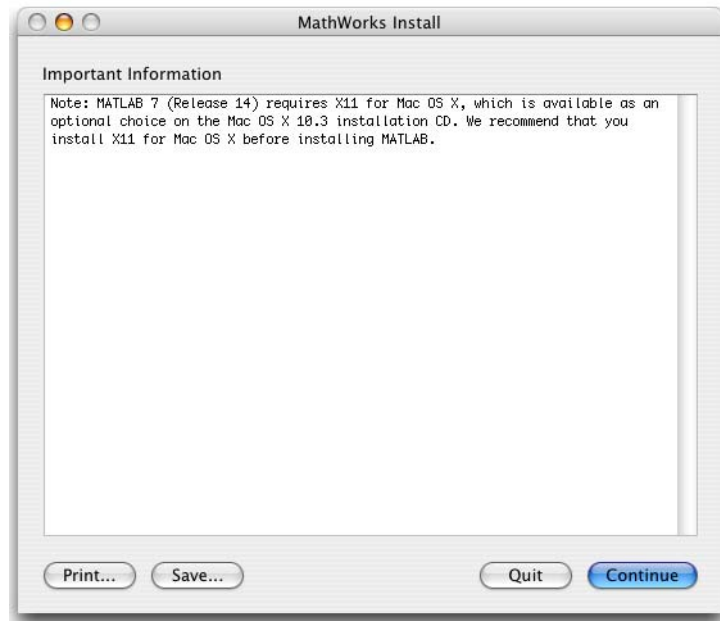 MathWorks Install
Important Information
Note: MATLAB 7 (Release 14) requires X11 for Mac OS X, which is available as an
optional choice on the Mac OS X 10.3 installation CD. We recommend that you
install X11 for Mac OS X before installing MATLAB.
Print... Save... Quit Continue